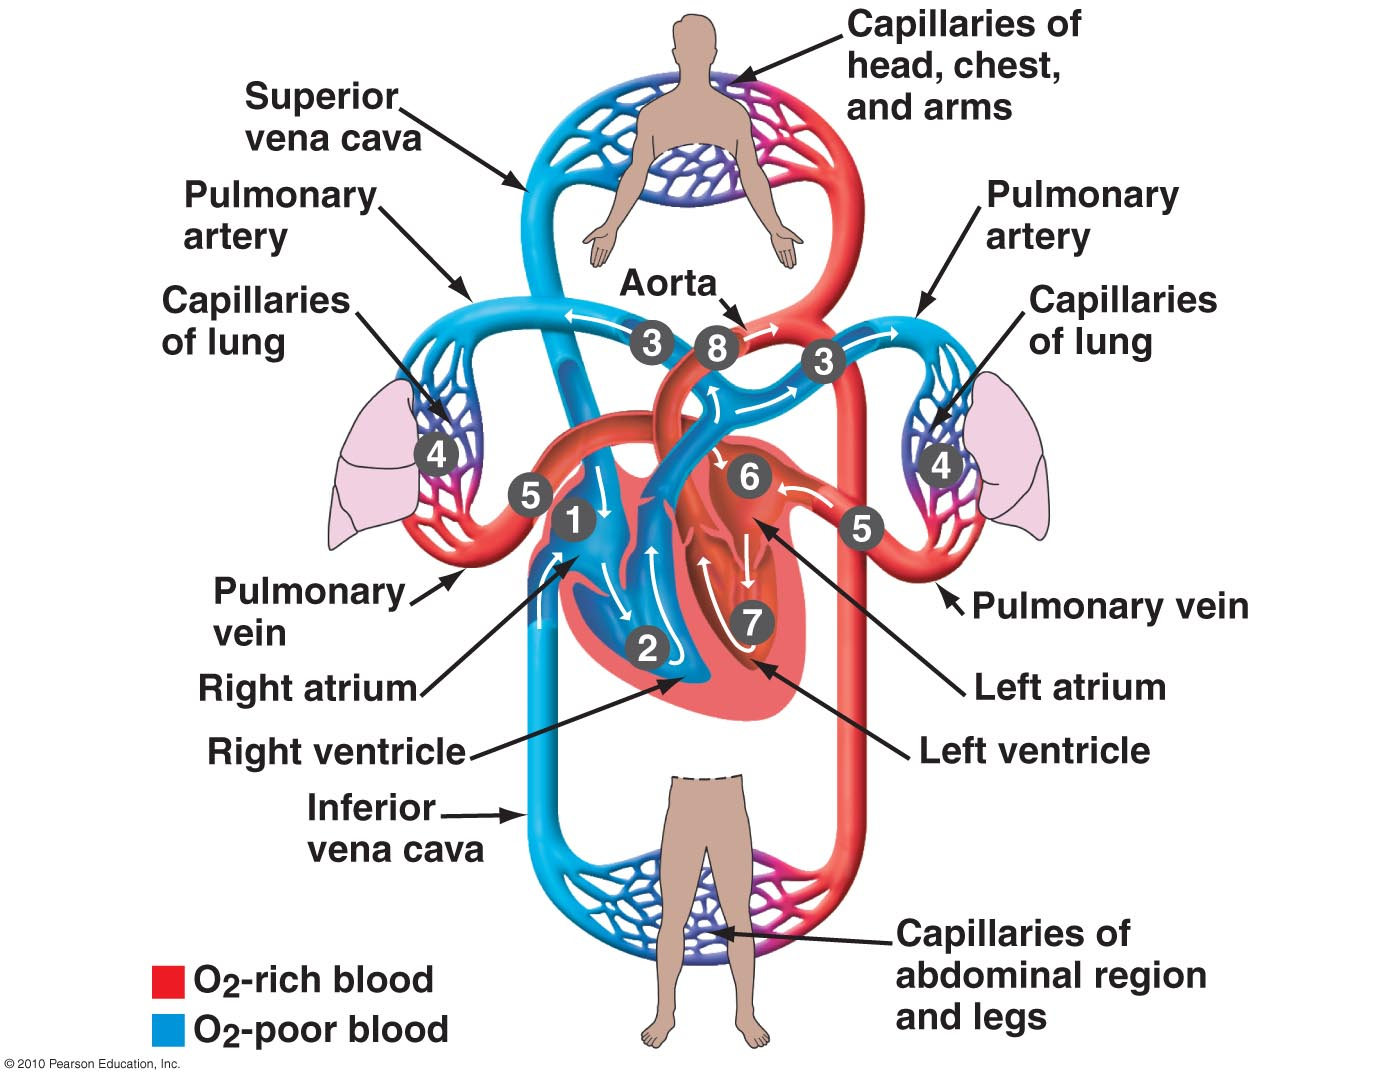 Capillaries of
head, chest,
and arms
Superior
vena cava
Pulmonary
artery
Pulmonary
artery
Aorta
Capillaries
of lung
Capillaries
of lung
3
8
3
4
4
6
5
1
5
7
2
Pulmonary
vein
Pulmonary vein
Right atrium
Left atrium
Right ventricle
Left ventricle
Inferior
vena cava
Capillaries of
abdominal region
and legs
O2-rich blood
O2-poor blood
© 2010 Pearson Education, Inc.